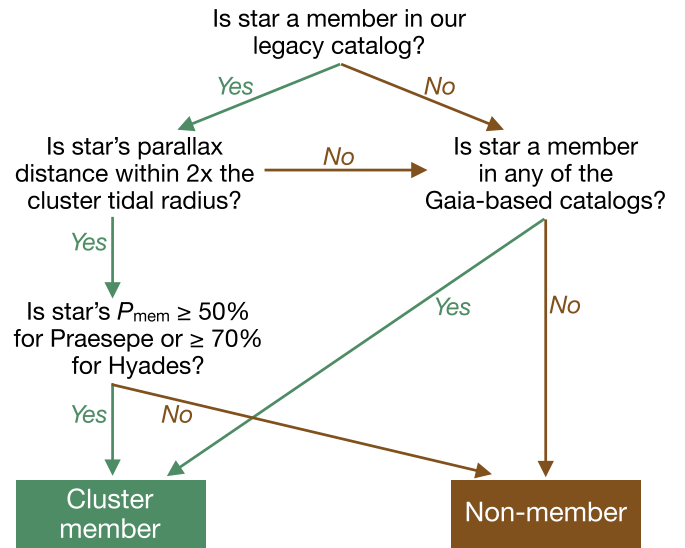 Is star a member in our
legacy catalog?
Yes
No
Is star’s parallax
distance within 2x the
cluster tidal radius?
No
Is star a member
in any of the
Gaia-based catalogs?
Yes
Is star’s Pmem ≥ 50%
for Praesepe or ≥ 70%
for Hyades?
Yes
No
Yes
No
Cluster
member
Non-member